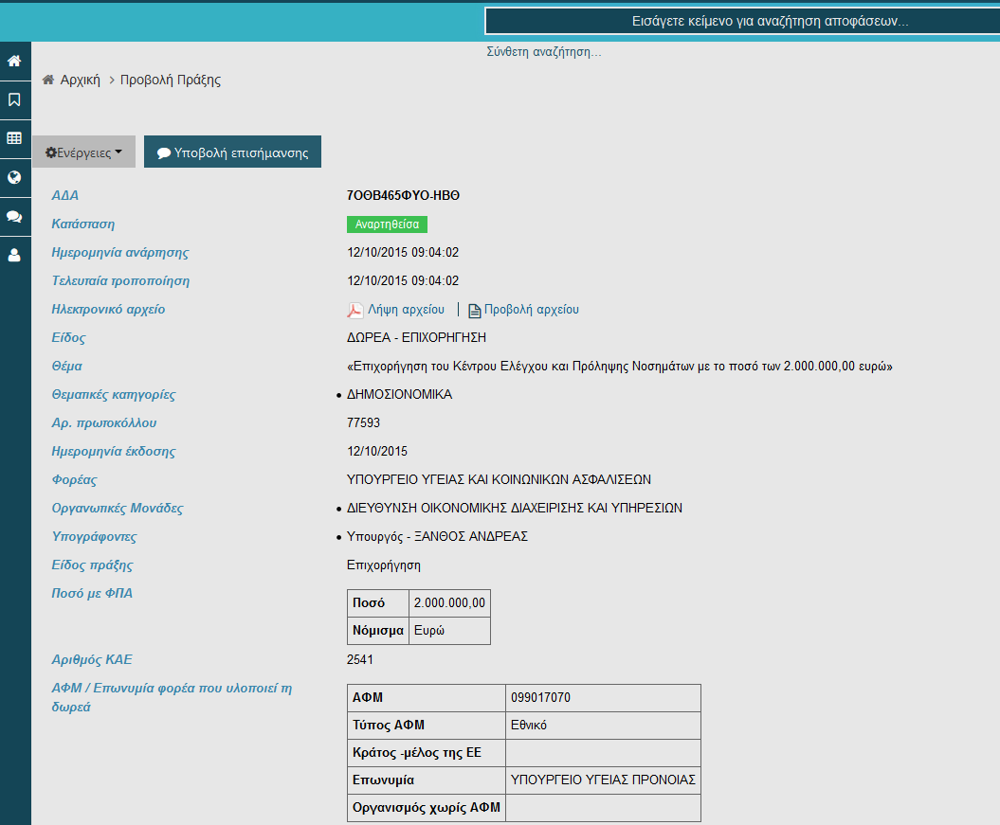 Εισάγετε κείμενο για αναζήτηση αποφάσεων...
Σύνθετη αναζήτηση...
Αρχική > Προβολή Πράξης
Ενέργειες
Υποβολή επισήμανσης
ΑΔΑ 7ΟΘΒ465ΦΥΟ-ΗΒΘ
Κατάσταση Αναρτηθείσα
Ημερομηνία ανάρτησης 12/10/2015 09:04:02
Τελευταία τροποποίηση 12/10/2015 09:04:02
Ηλεκτρονικό αρχείο Λήψη αρχείου | Προβολή αρχείου
Είδος ΔΩΡΕΑ - ΕΠΙΧΟΡΗΓΗΣΗ
Θέμα «Επιχορήγηση του Κέντρου Ελέγχου και Πρόληψης Νοσημάτων με το ποσό των 2.000.000,00 ευρώ»
Θεματικές κατηγορίες • ΔΗΜΟΣΙΟΝΟΜΙΚΑ
Αρ. πρωτοκόλλου 77593
Ημερομηνία έκδοσης 12/10/2015
Φορέας ΥΠΟΥΡΓΕΙΟ ΥΓΕΙΑΣ ΚΑΙ ΚΟΙΝΩΝΙΚΩΝ ΑΣΦΑΛΙΣΕΩΝ
Οργανωτικές Μονάδες • ΔΙΕΥΘΥΝΣΗ ΟΙΚΟΝΟΜΙΚΗΣ ΔΙΑΧΕΙΡΙΣΗΣ ΚΑΙ ΥΠΗΡΕΣΙΩΝ
Υπογράφοντες • Υπουργός - ΞΑΝΘΟΣ ΑΝΔΡΕΑΣ
Είδος πράξης Επιχορήγηση
Ποσό με ΦΠΑ
Ποσό 2.000.000,00
Νόμισμα Ευρώ
Αριθμός ΚΑΕ 2541
ΑΦΜ / Επωνυμία φορέα που υλοποιεί τη
δωρεά
ΑΦΜ 099017070
Τύπος ΑΦΜ Εθνικό
Κράτος -μέλος της ΕΕ
Επωνυμία ΥΠΟΥΡΓΕΙΟ ΥΓΕΙΑΣ ΠΡΟΝΟΙΑΣ
Οργανισμός χωρίς ΑΦΜ